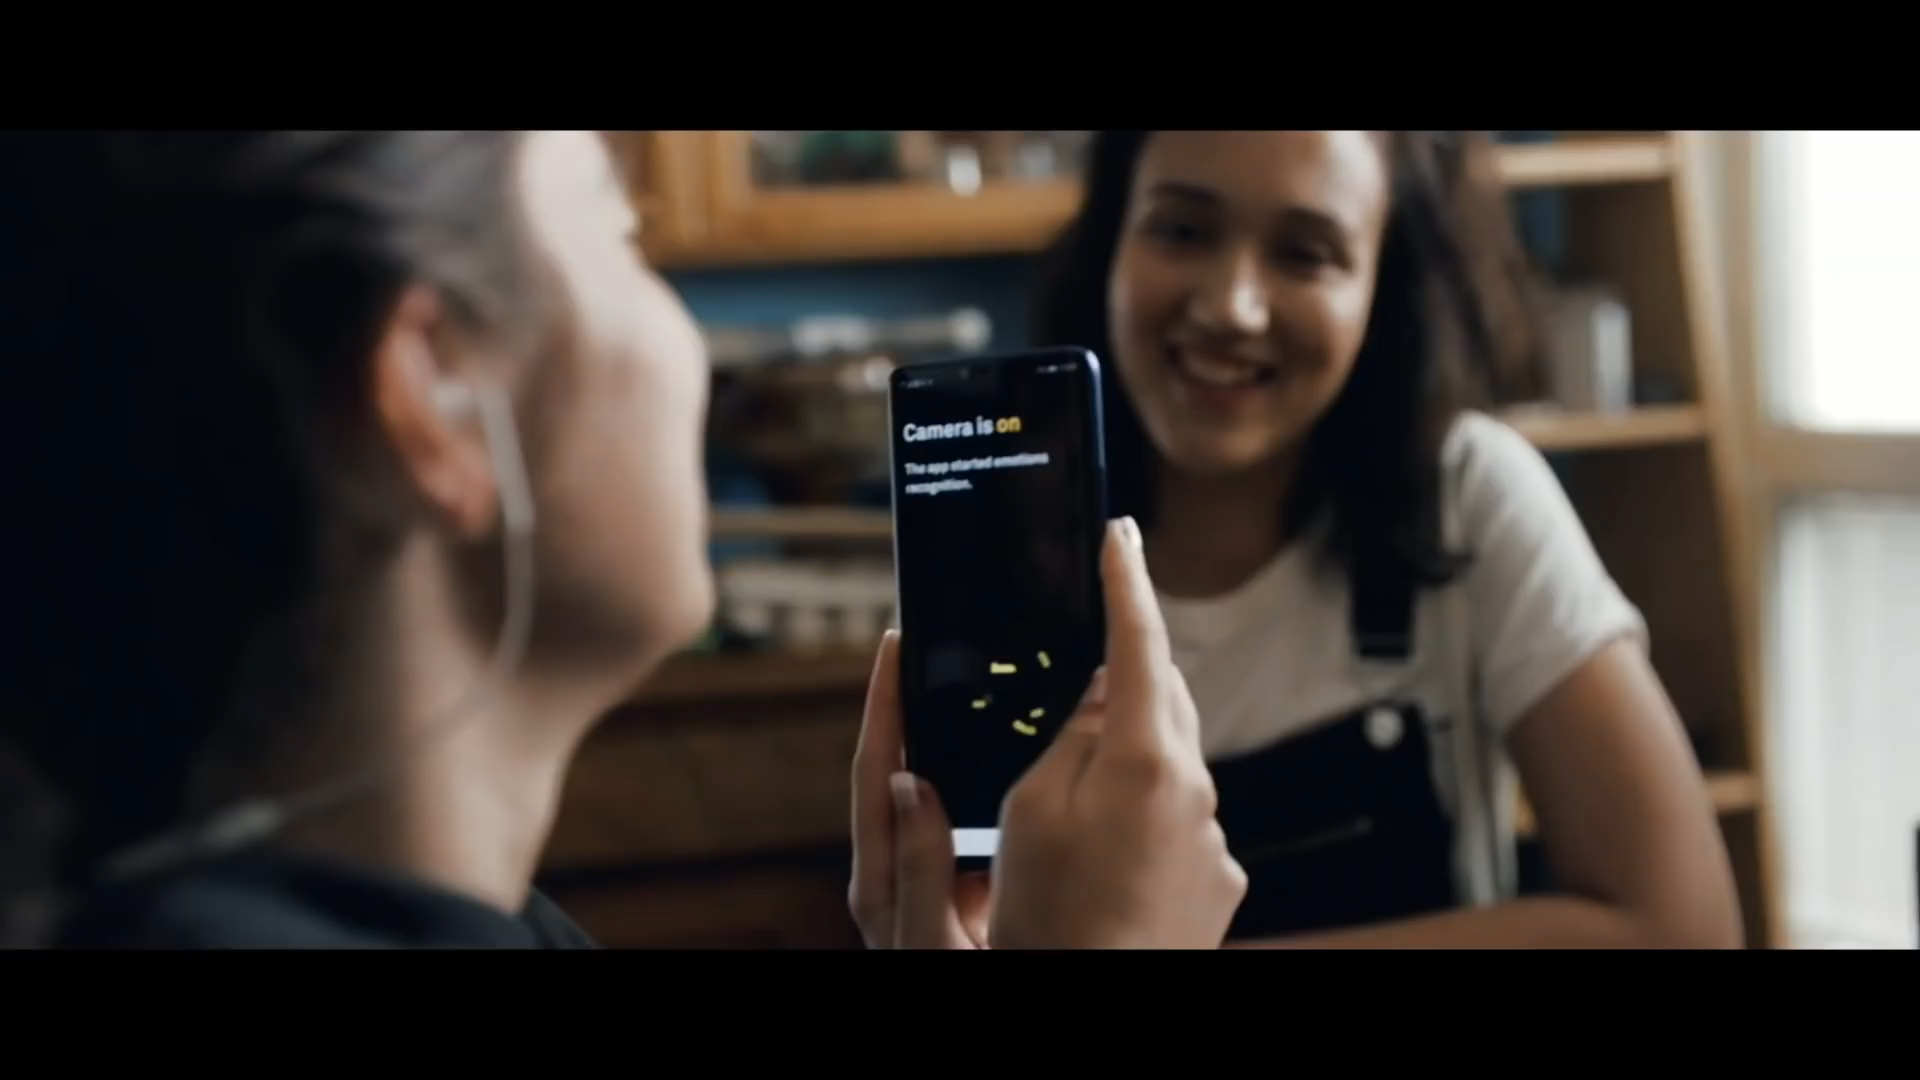 Camera is on
The app started emotions
recognition.